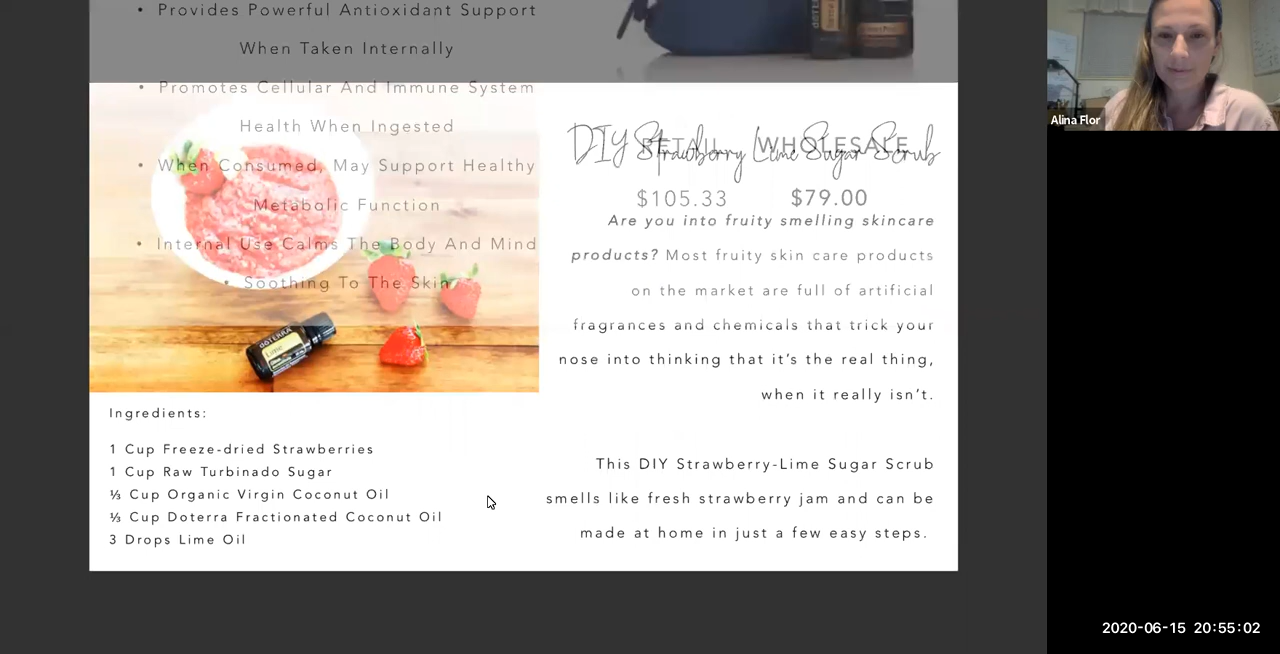 • Provides Powerful Antioxidant Support
When Taken Internally
• Promotes Cellular And Immune System
Health When Ingested
• When Consumed, May Support Healthy
Metabolic Function
• Internal Use Calms The Body And Mind
• Soothing To The Skin
dōTERRA
Lime
RETAIL WHOLESALE
DIY Strawberry Lime Sugar Scrub
$105.33 $79.00
Are you into fruity smelling skincare
products? Most fruity skin care products
on the market are full of artificial
fragrances and chemicals that trick your
nose into thinking that it's the real thing,
when it really isn't.
This DIY Strawberry-Lime Sugar Scrub
smells like fresh strawberry jam and can be
made at home in just a few easy steps.
Ingredients:
1 Cup Freeze-dried Strawberries
1 Cup Raw Turbinado Sugar
⅓ Cup Organic Virgin Coconut Oil
⅓ Cup Doterra Fractionated Coconut Oil
3 Drops Lime Oil
Alina Flor
2020-06-15 20:55:02